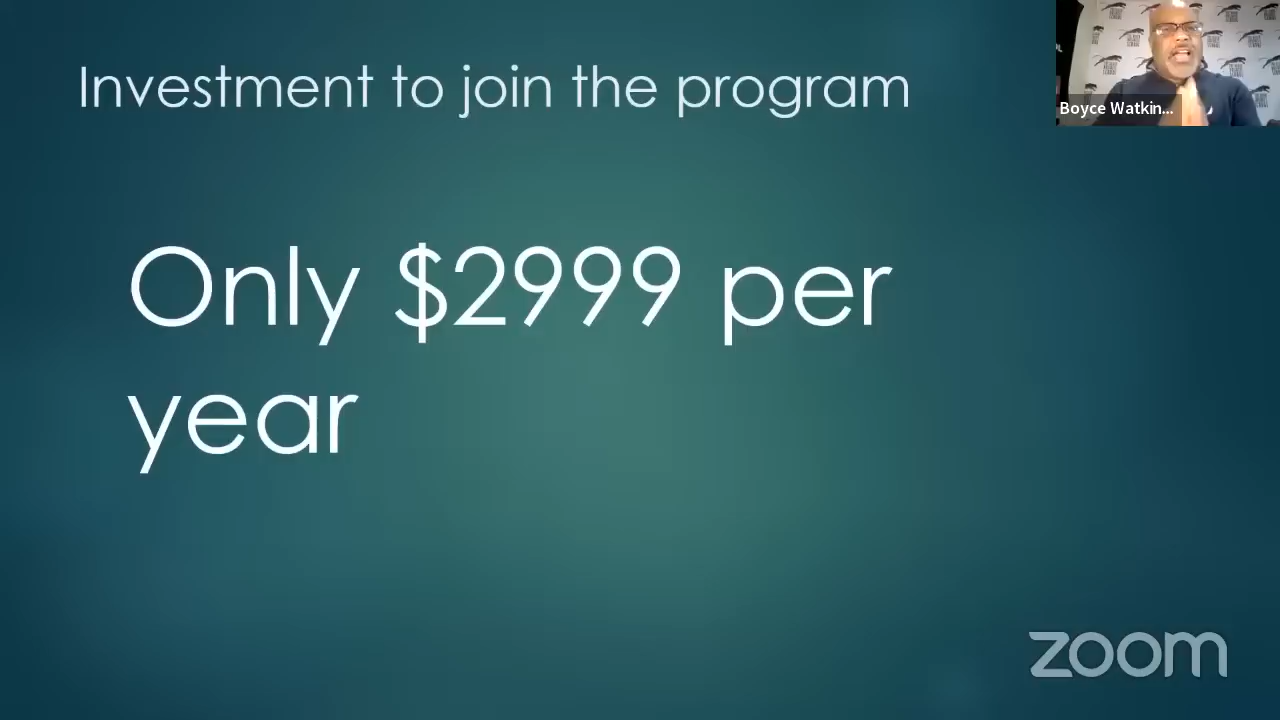 Investment to join the program
Boyce Watkin...
Only $2999 per
year
zoom